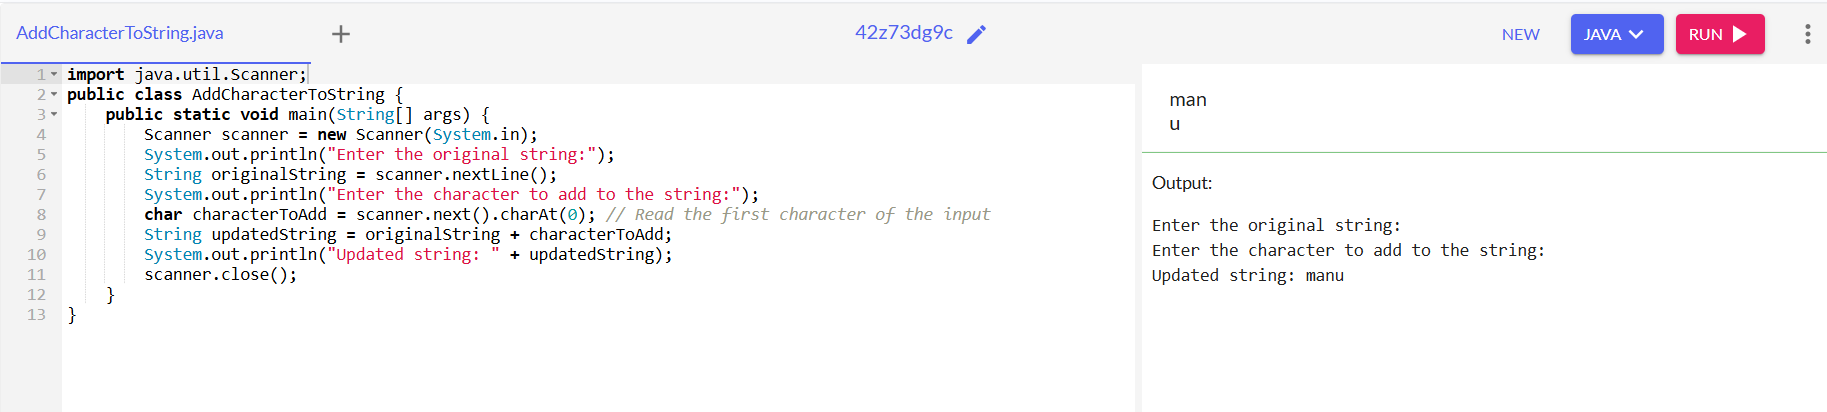 AddCharacterToString.java
+
42z73dg9c
NEW
JAVA
RUN
1 import java.util.Scanner;
2 public class AddCharacterToString {
3     public static void main(String[] args) {
4         Scanner scanner = new Scanner(System.in);
5         System.out.println("Enter the original string:");
6         String originalString = scanner.nextLine();
7         System.out.println("Enter the character to add to the string:");
8         char characterToAdd = scanner.next().charAt(0); // Read the first character of the input
9         String updatedString = originalString + characterToAdd;
10         System.out.println("Updated string: " + updatedString);
11         scanner.close();
12     }
13 }
man
u
Output:
Enter the original string:
Enter the character to add to the string:
Updated string: manu